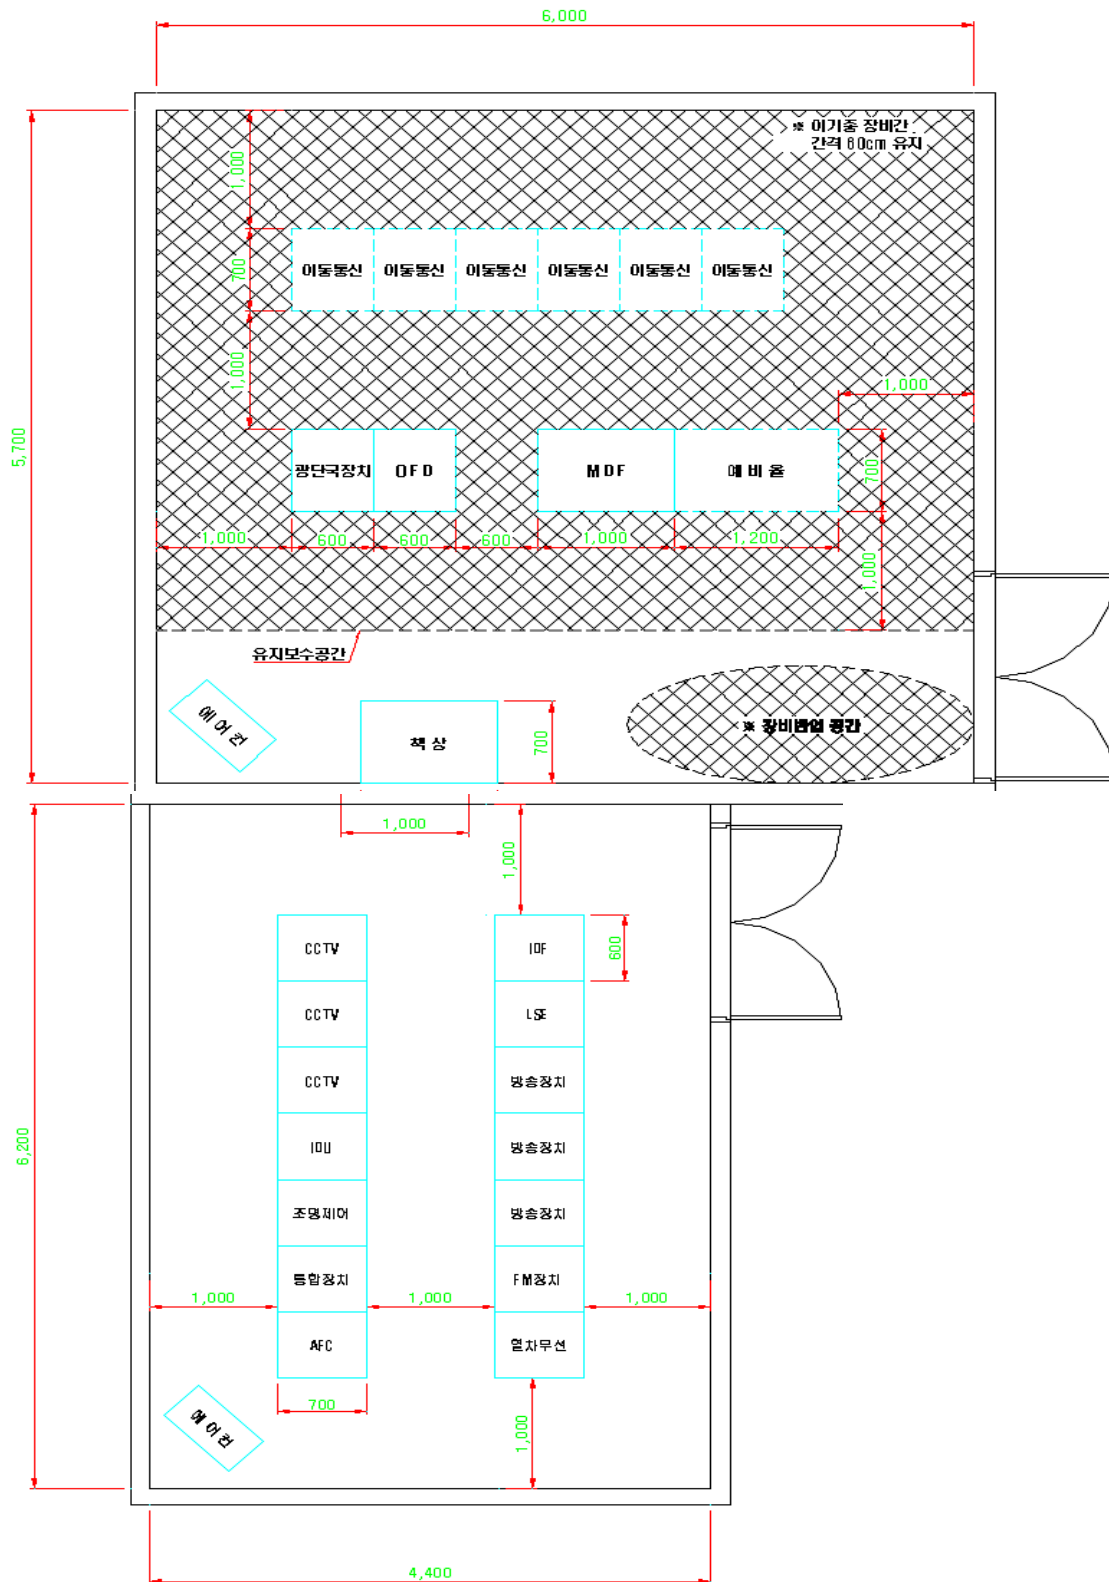 6,000
※ 이기종 장비간
간격 60cm 유지
1,000
이동통신 이동통신 이동통신 이동통신 이동통신 이동통신
700
1,000
1,000
5,700
광단국장치 OFD MDF 예비율
700
1,000 600 600 600 1,000 1,200
1,000
유지보수공간
에어컨
책상
700
※ 장비반입 공간
1,000
1,000
CCTV IDF
600
CCTV LSE
CCTV 방송장치
6,200
방송장치
조명제어 방송장치
통합장치 FM장치
1,000 1,000 1,000
AFC 열차무선
700
에어컨
1,000
4,400